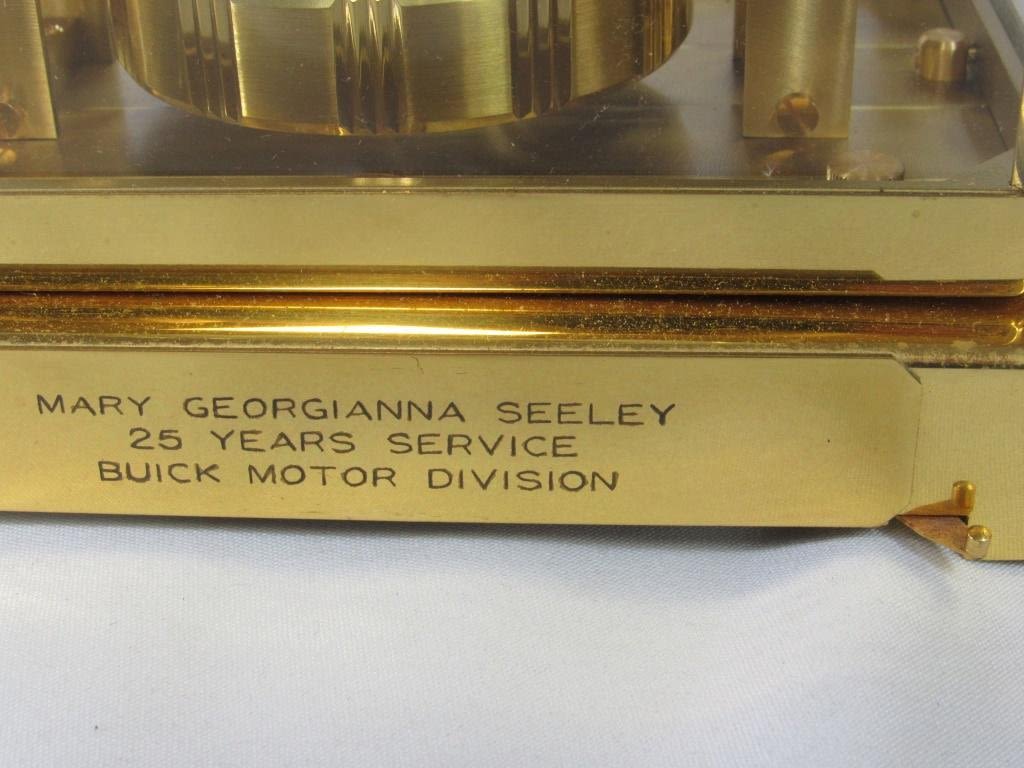 MARY GEORGIANNA SEELEY
25 YEARS SERVICE
BUICK MOTOR DIVISION